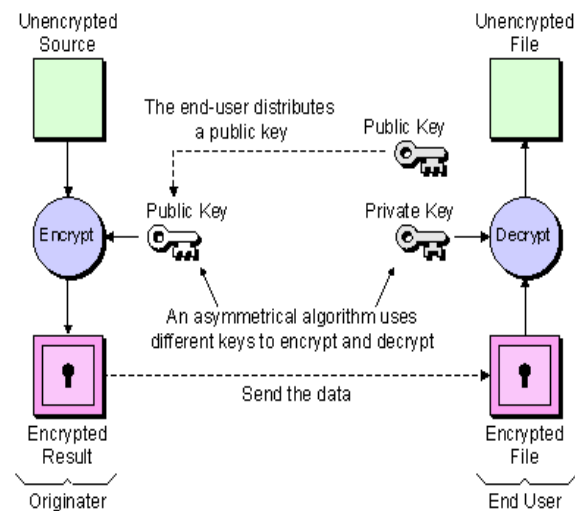 Unencrypted
Source
Unencrypted
File
The end-user distributes
a public key
Public Key
Public Key
Private Key
Encrypt
Decrypt
An asymmetrical algorithm uses
different keys to encrypt and decrypt
Send the data
Encrypted
Result
Encrypted
File
Originater
End User